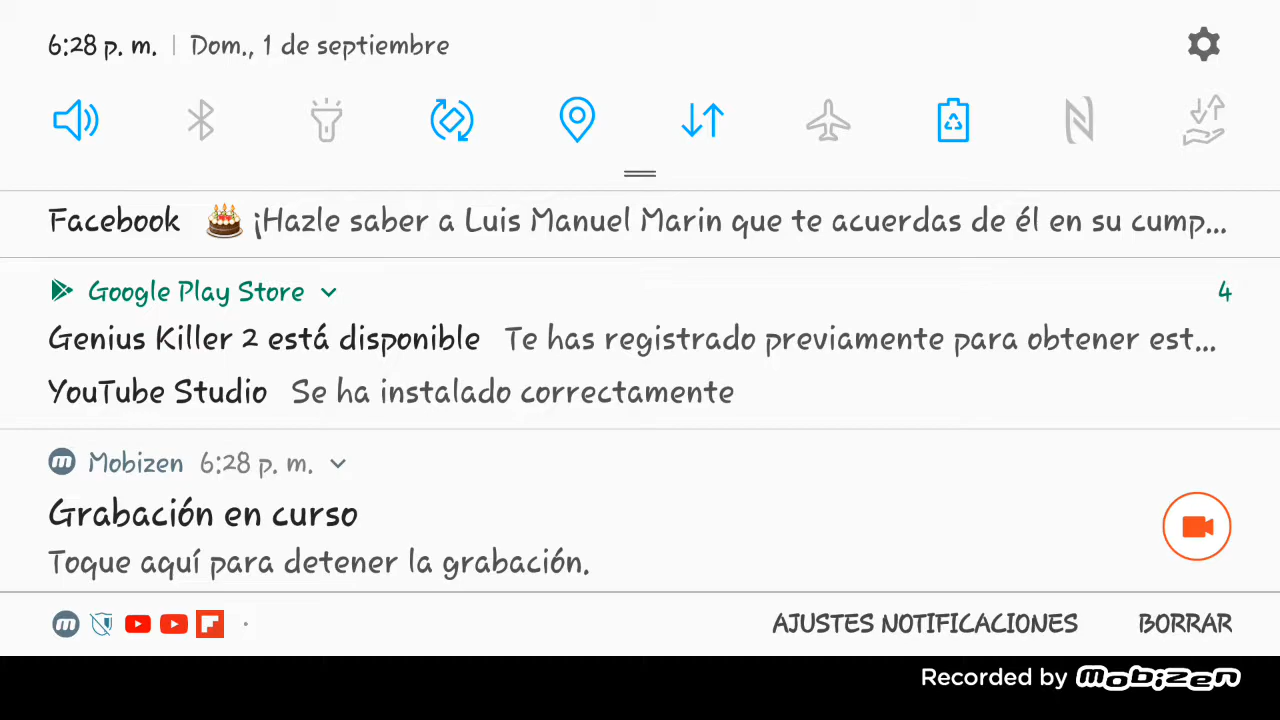 6:28 p. m. | Dom., 1 de septiembre
Facebook ¡Hazle saber a Luis Manuel Marin que te acuerdas de él en su cump...
Google Play Store 4
Genius Killer 2 está disponible Te has registrado previamente para obtener est...
YouTube Studio Se ha instalado correctamente
Mobizen 6:28 p. m.
Grabación en curso
Toque aquí para detener la grabación.
AJUSTES NOTIFICACIONES BORRAR
Recorded by mobizen